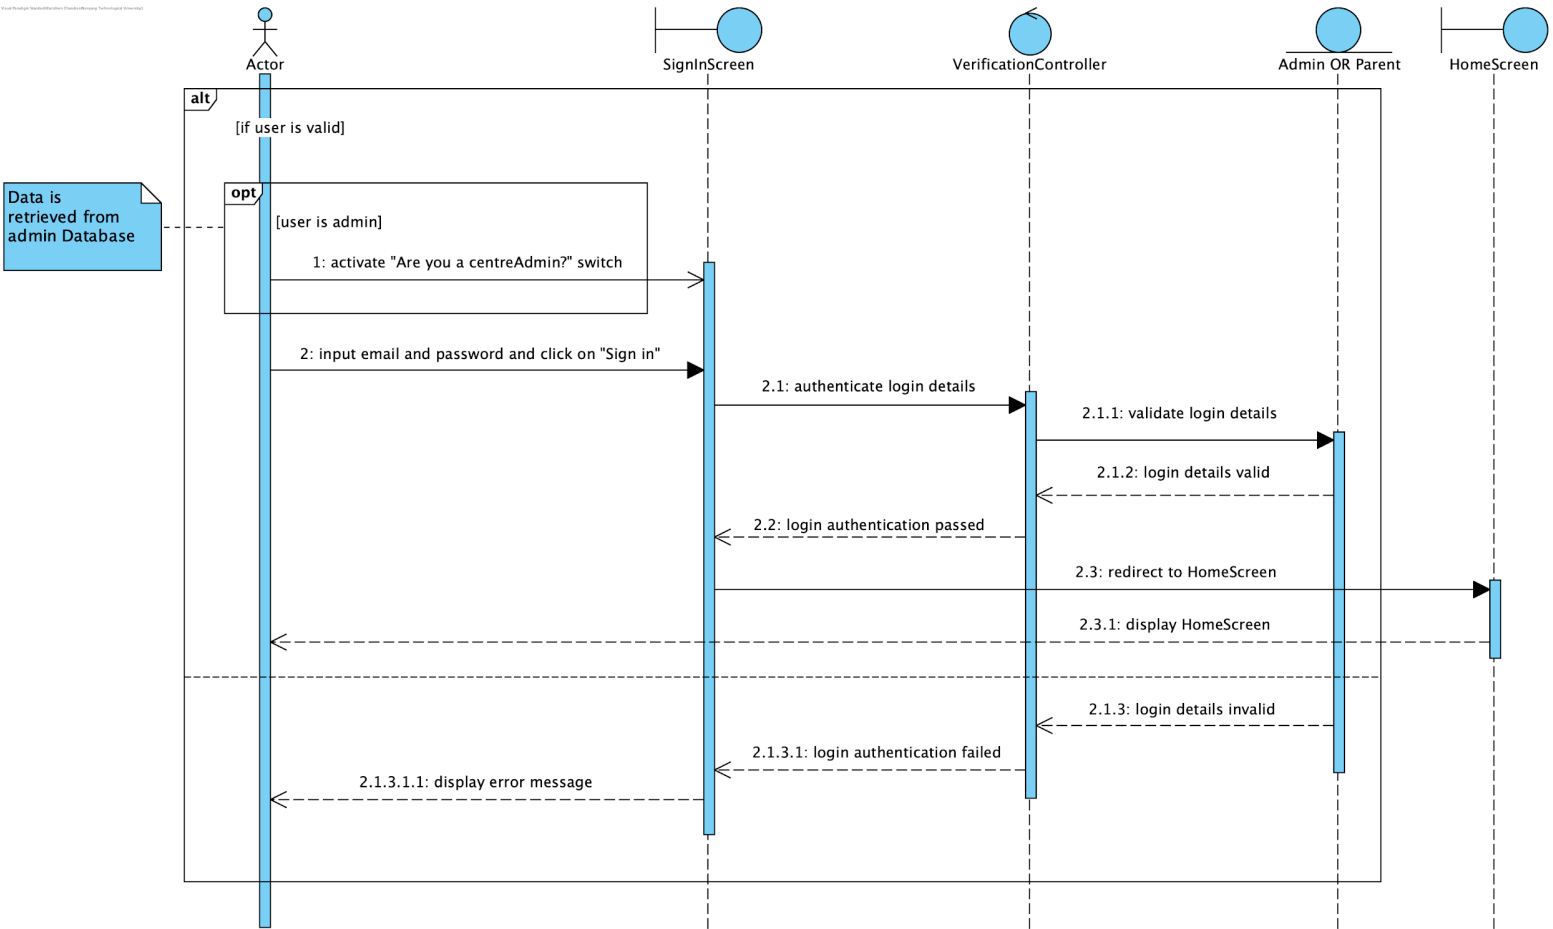 Actor
SignInScreen
VerificationController
Admin OR Parent
HomeScreen
alt
[if user is valid]
Data is
retrieved from
admin Database
opt
[user is admin]
1: activate "Are you a centreAdmin?" switch
2: input email and password and click on "Sign in"
2.1: authenticate login details
2.1.1: validate login details
2.1.2: login details valid
2.2: login authentication passed
2.3: redirect to HomeScreen
2.3.1: display HomeScreen
2.1.3: login details invalid
2.1.3.1: login authentication failed
2.1.3.1.1: display error message